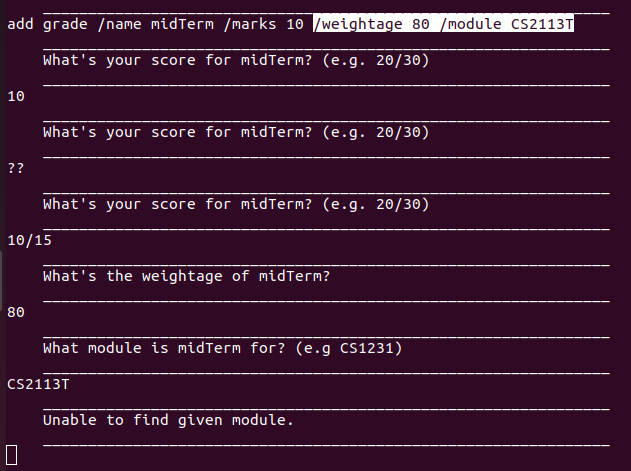 add grade /name midTerm /marks 10 /weightage 80 /module CS2113T
What's your score for midTerm? (e.g. 20/30)
10
What's your score for midTerm? (e.g. 20/30)
??
What's your score for midTerm? (e.g. 20/30)
10/15
What's the weightage of midTerm?
80
What module is midTerm for? (e.g CS1231)
CS2113T
Unable to find given module.